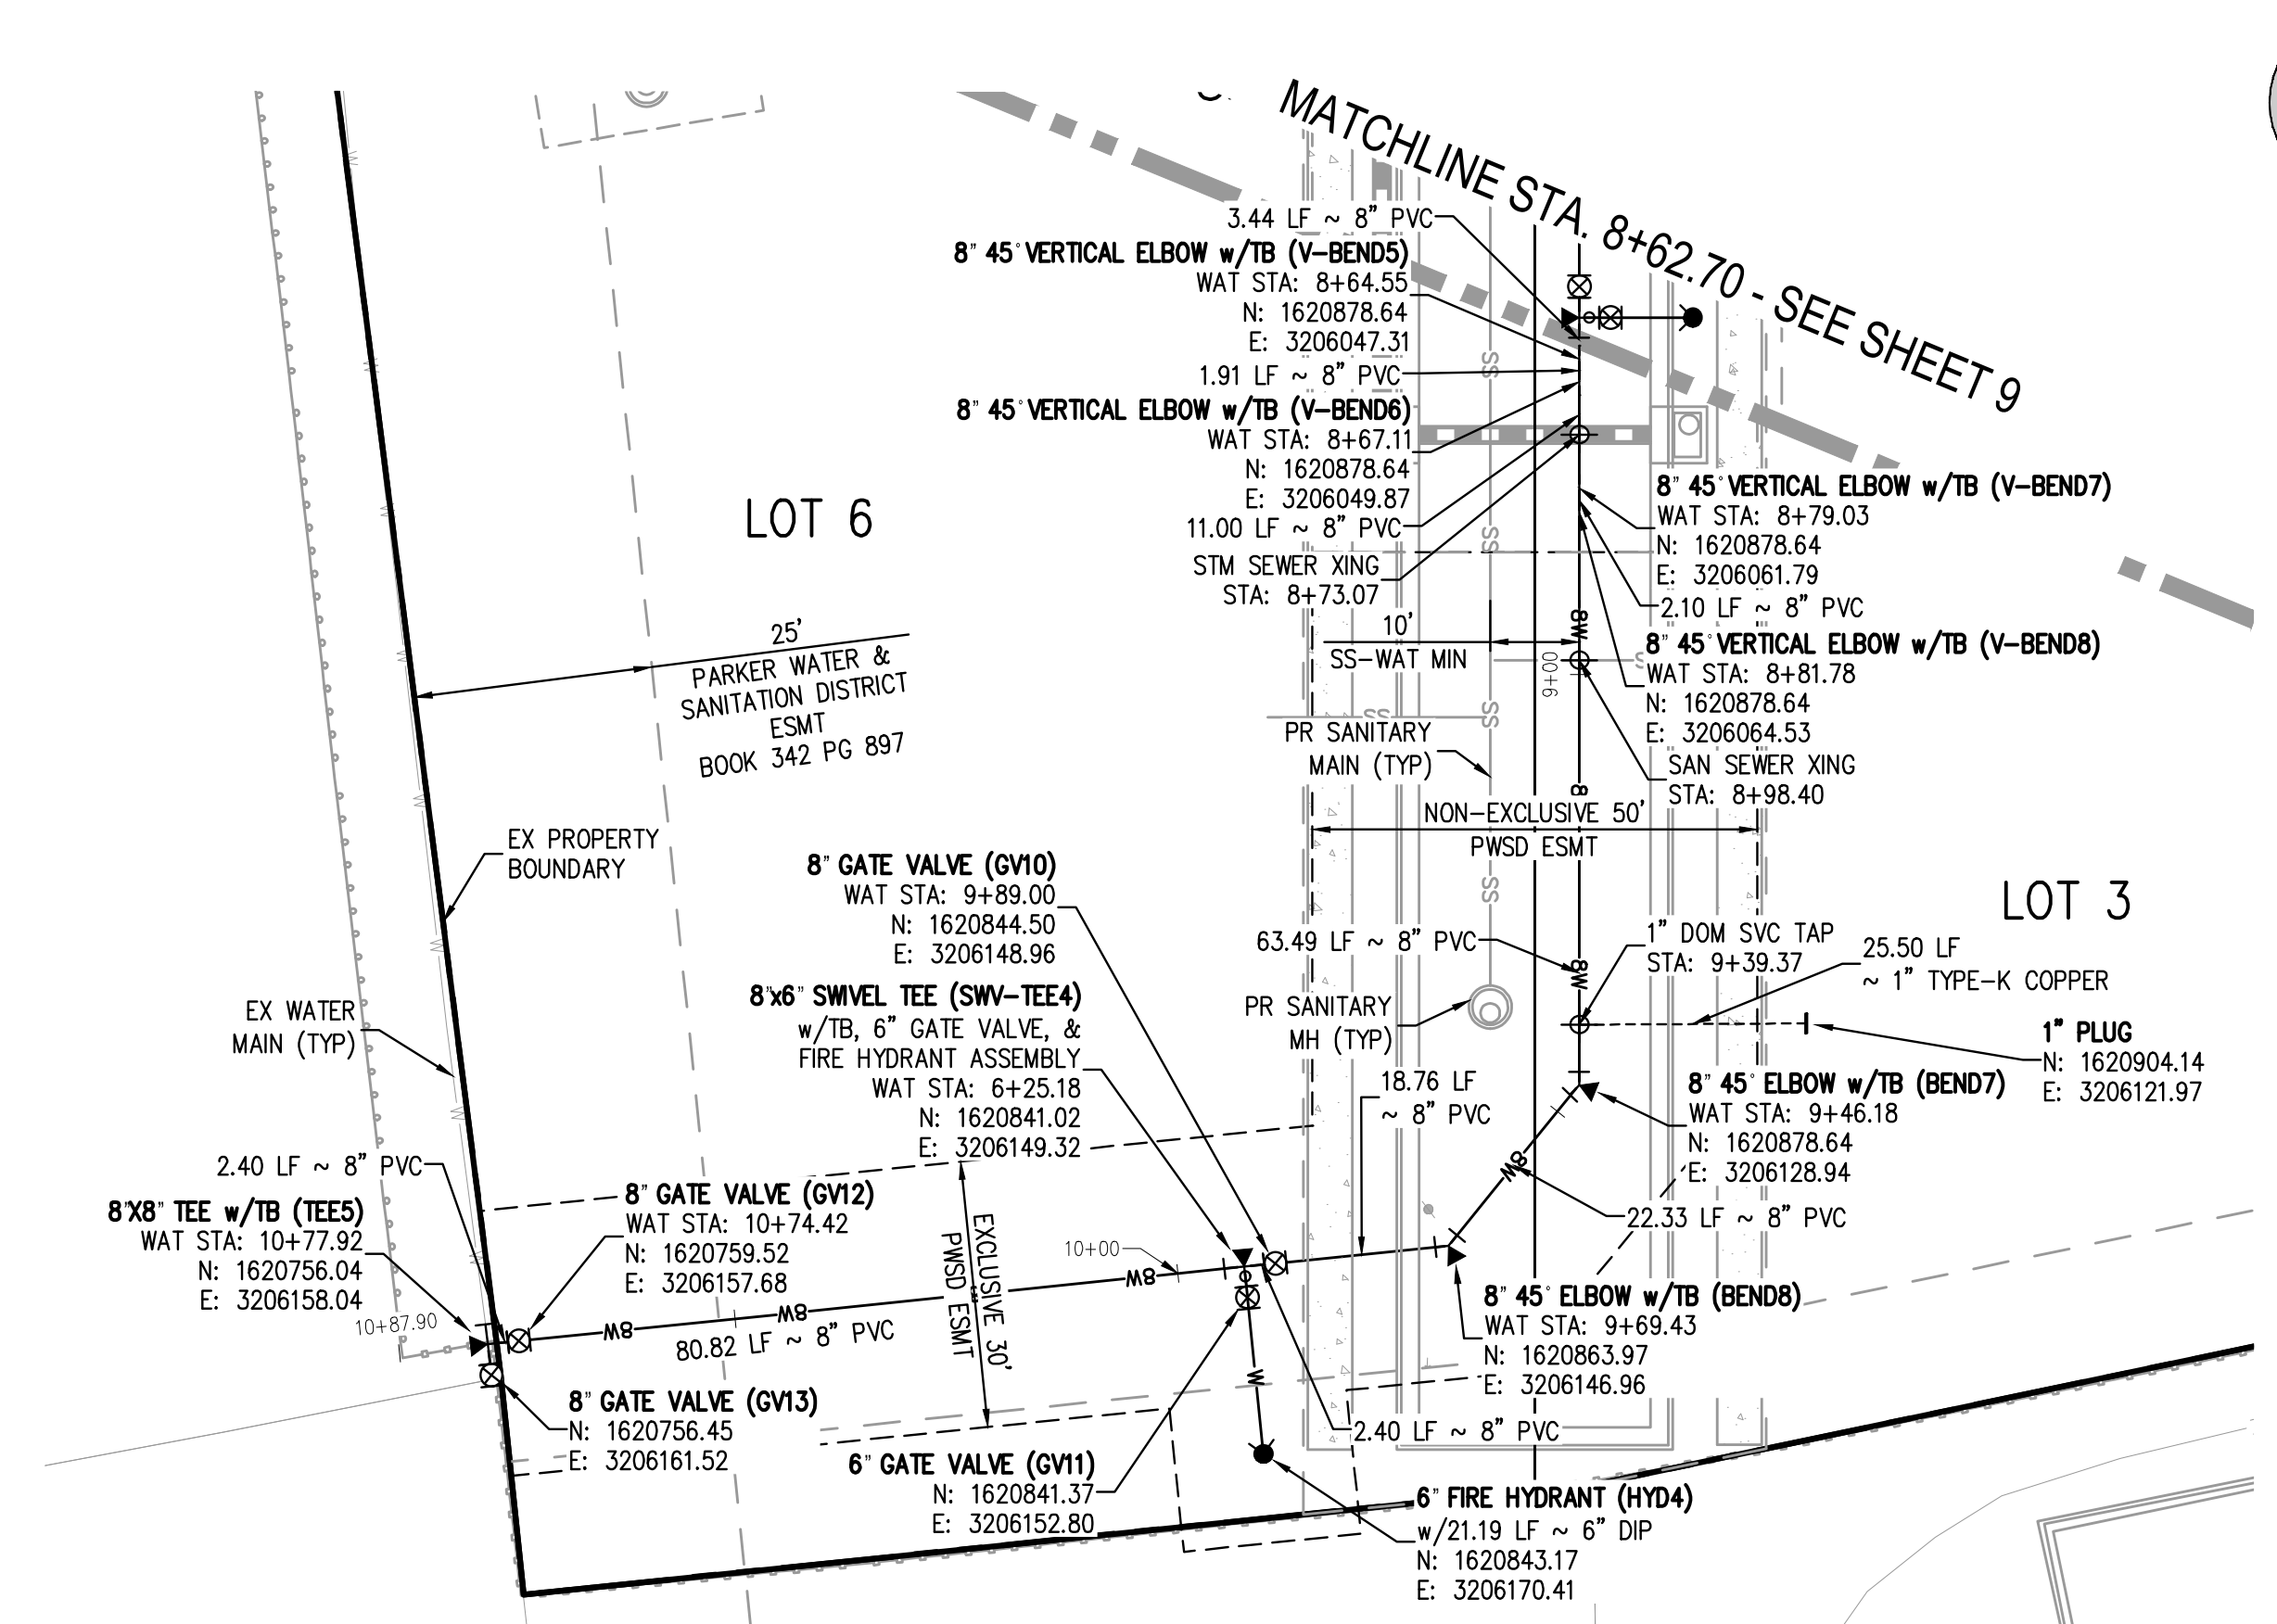 MATCHLINE STA. 8+62.70 - SEE SHEET 9
3.44 LF ~ 8" PVC
8" 45° VERTICAL ELBOW w/TB (V-BEND5)
WAT STA: 8+64.55
N: 1620878.64
E: 3206047.31
1.91 LF ~ 8" PVC
8" 45° VERTICAL ELBOW w/TB (V-BEND6)
WAT STA: 8+67.11
N: 1620878.64
E: 3206049.87
11.00 LF ~ 8" PVC
STM SEWER XING
STA: 8+73.07
8" 45° VERTICAL ELBOW w/TB (V-BEND7)
WAT STA: 8+79.03
N: 1620878.64
E: 3206061.79
2.10 LF ~ 8" PVC
8" 45° VERTICAL ELBOW w/TB (V-BEND8)
WAT STA: 8+81.78
N: 1620878.64
E: 3206064.53
SAN SEWER XING
STA: 8+98.40
LOT 6
25'
PARKER WATER &
SANITATION DISTRICT
ESMT
BOOK 342 PG 897
10'
SS-WAT MIN
9+00
SS
SS
SS
SS
SS
8W
8
8W
PR SANITARY
MAIN (TYP)
NON-EXCLUSIVE 50'
PWSD ESMT
EX PROPERTY
BOUNDARY
8" GATE VALVE (GV10)
WAT STA: 9+89.00
N: 1620844.50
E: 3206148.96
LOT 3
63.49 LF ~ 8" PVC
1" DOM SVC TAP
STA: 9+39.37
25.50 LF
~ 1" TYPE-K COPPER
8"x6" SWIVEL TEE (SWV-TEE4)
w/TB, 6" GATE VALVE, &
FIRE HYDRANT ASSEMBLY
WAT STA: 6+25.18
N: 1620841.02
E: 3206149.32
PR SANITARY
MH (TYP)
1" PLUG
N: 1620904.14
E: 3206121.97
EX WATER
MAIN (TYP)
18.76 LF
~ 8" PVC
8" 45° ELBOW w/TB (BEND7)
WAT STA: 9+46.18
N: 1620878.64
E: 3206128.94
2.40 LF ~ 8" PVC
8"X8" TEE w/TB (TEE5)
WAT STA: 10+77.92
N: 1620756.04
E: 3206158.04
10+87.90
8" GATE VALVE (GV12)
WAT STA: 10+74.42
N: 1620759.52
E: 3206157.68
8W
8W
80.82 LF ~ 8" PVC
EXCLUSIVE 30'
PWSD ESMT
10+00
8W
8W
22.33 LF ~ 8" PVC
8" 45° ELBOW w/TB (BEND8)
WAT STA: 9+69.43
N: 1620863.97
E: 3206146.96
W
8" GATE VALVE (GV13)
N: 1620756.45
E: 3206161.52
2.40 LF ~ 8" PVC
6" GATE VALVE (GV11)
N: 1620841.37
E: 3206152.80
6" FIRE HYDRANT (HYD4)
w/21.19 LF ~ 6" DIP
N: 1620843.17
E: 3206170.41